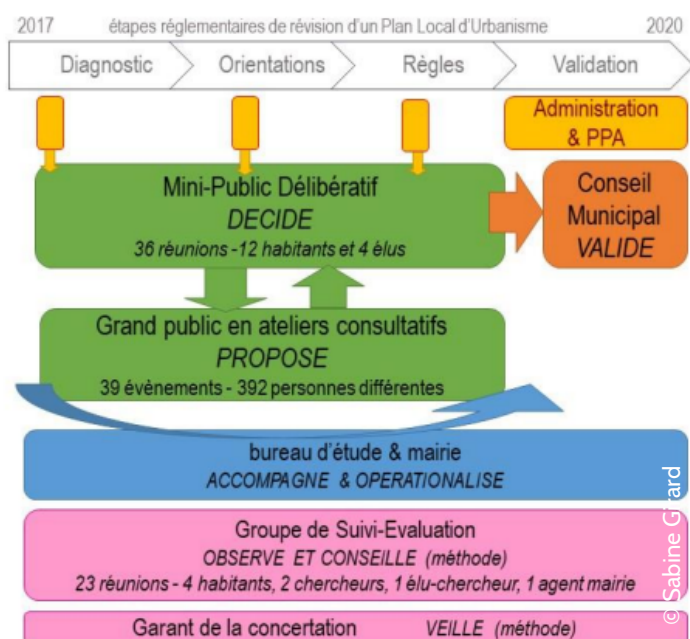 2017 étapes réglementaires de révision d'un Plan Local d'Urbanisme 2020
Diagnostic Orientations Règles Validation
Administration
& PPA
Mini-Public Délibératif
DECIDE
36 réunions -12 habitants et 4 élus
Conseil
Municipal
VALIDE
Grand public en ateliers consultatifs
PROPOSE
39 évènements - 392 personnes différentes
bureau d'étude & mairie
ACCOMPAGNE & OPERATIONALISE
Groupe de Suivi-Evaluation
OBSERVE ET CONSEILLE (méthode)
23 réunions - 4 habitants, 2 chercheurs, 1 élu-chercheur, 1 agent mairie
Garant de la concertation VEILLE (méthode)
© Sabine Girard